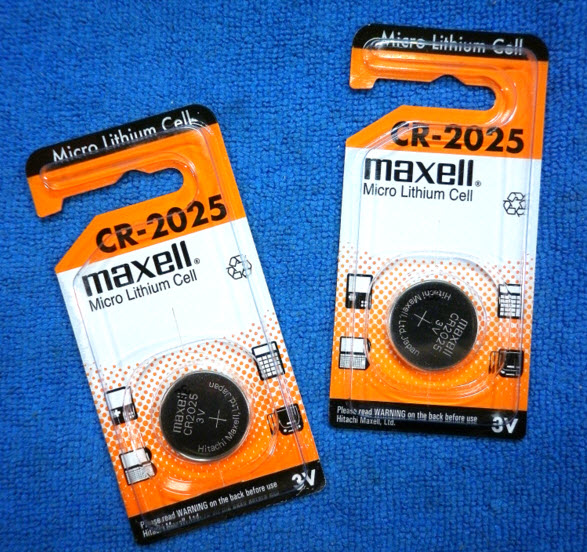 Micro Lithium Cell
CR-2025
maxell®
Micro Lithium Cell
maxell
CR2025
3V
Hitachi Maxell, Ltd. Japan
3V
Please read WARNING on the back before use
Hitachi Maxell, Ltd.
Micro Lithium Cell
CR-2025
maxell®
Micro Lithium Cell
maxell
CR2025
3V
Hitachi Maxell, Ltd. Japan
Please read WARNING on the back before use
Hitachi Maxell, Ltd.
3V